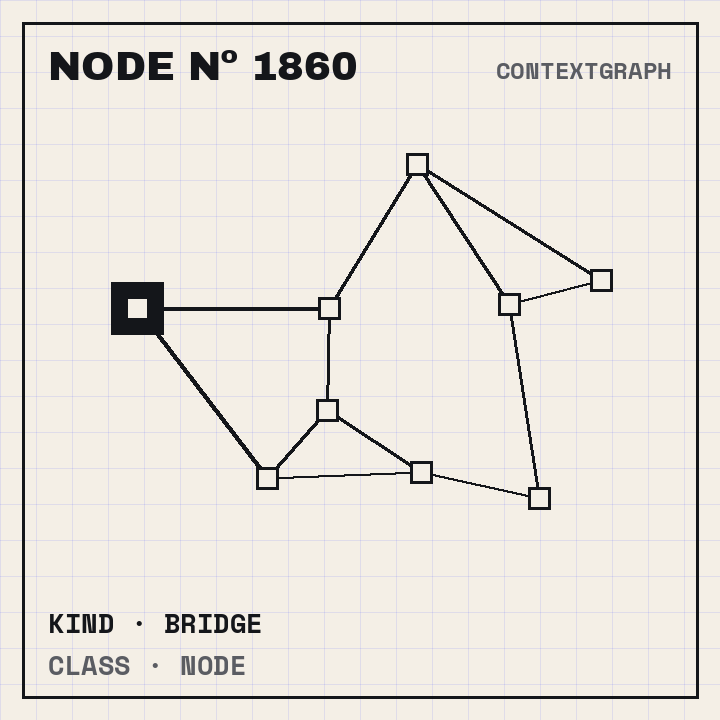 NODE Nº 1860
CONTEXTGRAPH
KIND · BRIDGE
CLASS · NODE